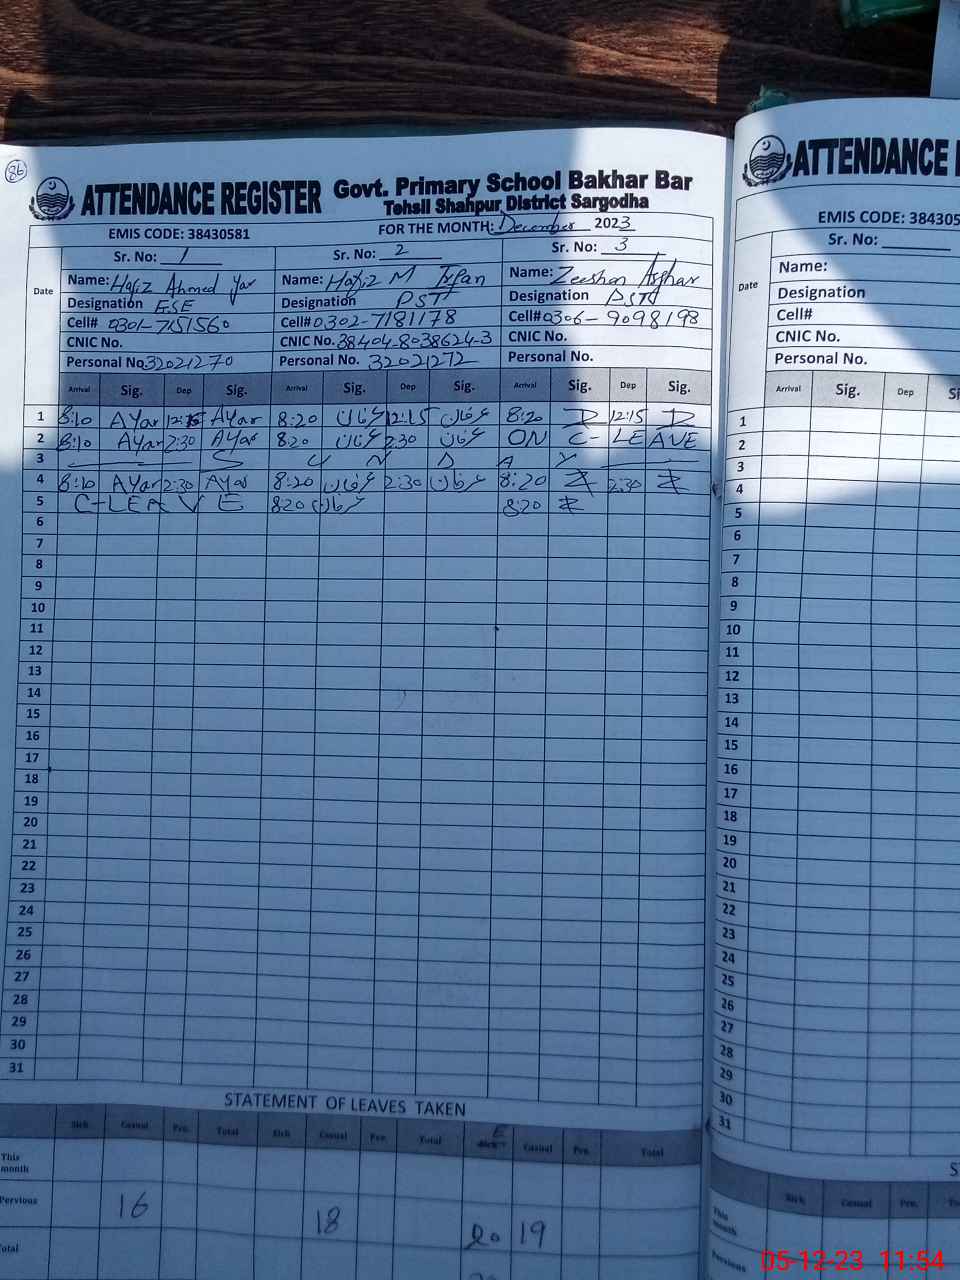 86
ATTENDANCE REGISTER Govt. Primary School Bakhar Bar
Tehsil Shahpur District Sargodha
EMIS CODE: 38430581 FOR THE MONTH: December 2023
Sr. No: 1 Sr. No: 2 Sr. No: 3
Date
Name: Hafiz Ahmed Yar Name: Hafiz M Irfan Name: Zeeshan Asghar
Designation ESE Designation PST Designation PST
Cell# 0301-7151560 Cell# 0302-7181178 Cell# 0306-9098198
CNIC No. CNIC No. 38404-8038624-3 CNIC No.
Personal No. 32021270 Personal No. 32021272 Personal No.
Arrival Sig. Dep Sig. Arrival Sig. Dep Sig. Arrival Sig. Dep Sig.
1 8:10 AYar 12:15 AYar 8:20 عرفان 12:15 عرفان 8:20 12:15
2 8:10 AYar 2:30 AYar 8:20 عرفان 2:30 عرفان ON C-LEAVE
3 S U N D A Y
4 8:10 AYar 2:30 AYar 8:20 عرفان 2:30 عرفان 8:20 2:30
5 C-LEAVE 8:20 عرفان 8:20
6
7
8
9
10
11
12
13
14
15
16
17
18
19
20
21
22
23
24
25
26
27
28
29
30
31
STATEMENT OF LEAVES TAKEN
Sick Casual Prv. Total Sick Casual Prv. Total E Casual Prv. Total
This month
Pervious 16 18 20 19
Total
ATTENDANCE
EMIS CODE: 38430
Sr. No:
Date
Name:
Designation
Cell#
CNIC No.
Personal No.
Arrival Sig. Dep
1
2
3
4
5
6
7
8
9
10
11
12
13
14
15
16
17
18
19
20
21
22
23
24
25
26
27
28
29
30
31
Sick Casual Prv.
This month
Pervious
05-12-23 11:54